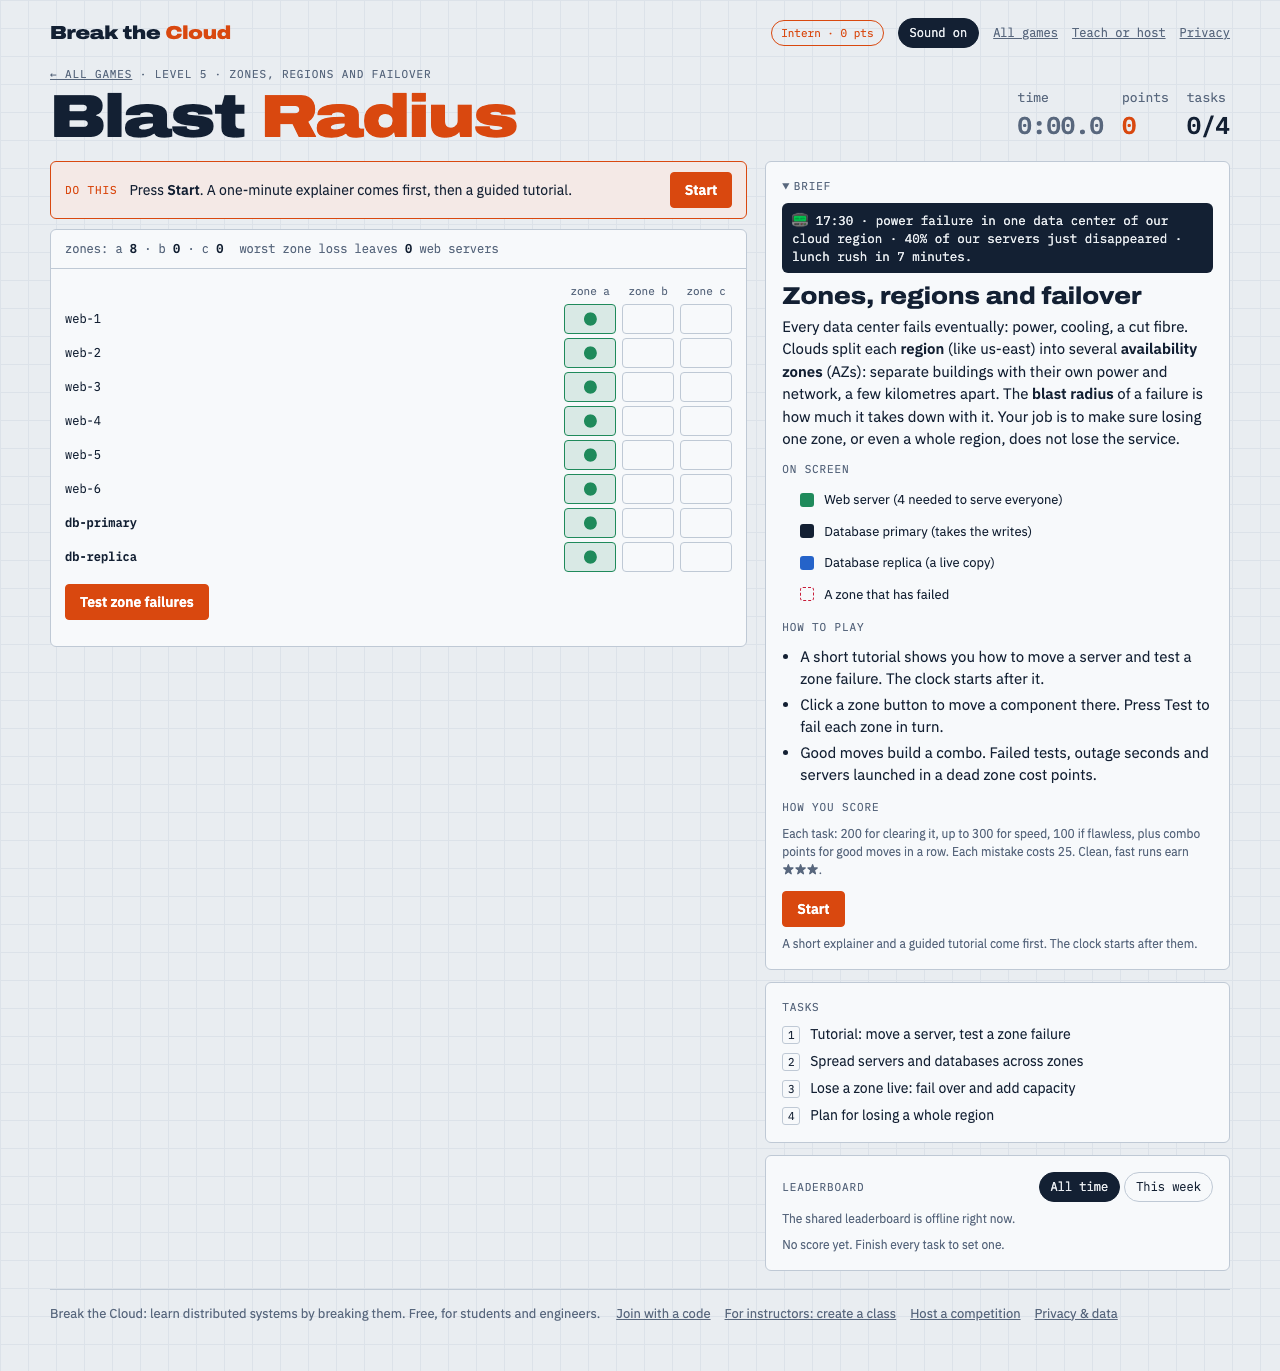 Break the Cloud
Intern · 0 pts
Sound on
All games
Teach or host
Privacy
← ALL GAMES · LEVEL 5 · ZONES, REGIONS AND FAILOVER
Blast Radius
time
points
tasks
0:00.0
0
0/4
DO THIS
Press Start. A one-minute explainer comes first, then a guided tutorial.
Start
zones: a 8 · b 0 · c 0 worst zone loss leaves 0 web servers
zone a
zone b
zone c
web-1
web-2
web-3
web-4
web-5
web-6
db-primary
db-replica
Test zone failures
▼ BRIEF
17:30 · power failure in one data center of our
cloud region · 40% of our servers just disappeared ·
lunch rush in 7 minutes.
Zones, regions and failover
Every data center fails eventually: power, cooling, a cut fibre.
Clouds split each region (like us-east) into several availability
zones (AZs): separate buildings with their own power and
network, a few kilometres apart. The blast radius of a failure is
how much it takes down with it. Your job is to make sure losing
one zone, or even a whole region, does not lose the service.
ON SCREEN
Web server (4 needed to serve everyone)
Database primary (takes the writes)
Database replica (a live copy)
A zone that has failed
HOW TO PLAY
• A short tutorial shows you how to move a server and test a
zone failure. The clock starts after it.
• Click a zone button to move a component there. Press Test to
fail each zone in turn.
• Good moves build a combo. Failed tests, outage seconds and
servers launched in a dead zone cost points.
HOW YOU SCORE
Each task: 200 for clearing it, up to 300 for speed, 100 if flawless, plus combo
points for good moves in a row. Each mistake costs 25. Clean, fast runs earn
★★★.
Start
A short explainer and a guided tutorial come first. The clock starts after them.
TASKS
1 Tutorial: move a server, test a zone failure
2 Spread servers and databases across zones
3 Lose a zone live: fail over and add capacity
4 Plan for losing a whole region
LEADERBOARD
All time
This week
The shared leaderboard is offline right now.
No score yet. Finish every task to set one.
Break the Cloud: learn distributed systems by breaking them. Free, for students and engineers.
Join with a code
For instructors: create a class
Host a competition
Privacy & data